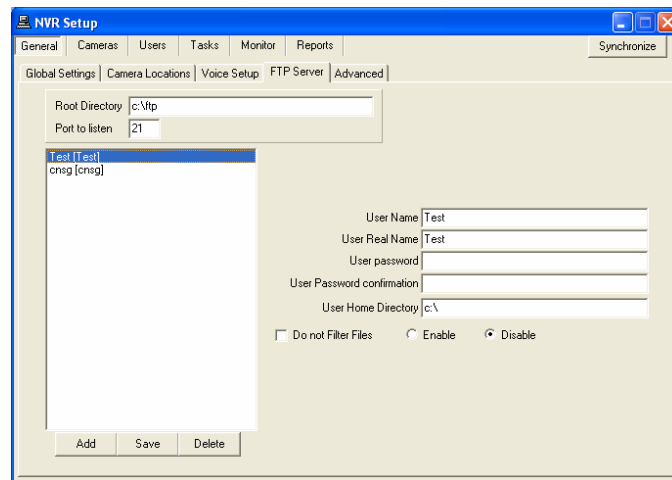 NVR Setup
General Cameras Users Tasks Monitor Reports Synchronize
Global Settings Camera Locations Voice Setup FTP Server Advanced
Root Directory c:\ftp
Port to listen 21
Test [Test]
cnsg [cnsg]
User Name Test
User Real Name Test
User password
User Password confirmation
User Home Directory c:\
Do not Filter Files Enable Disable
Add Save Delete